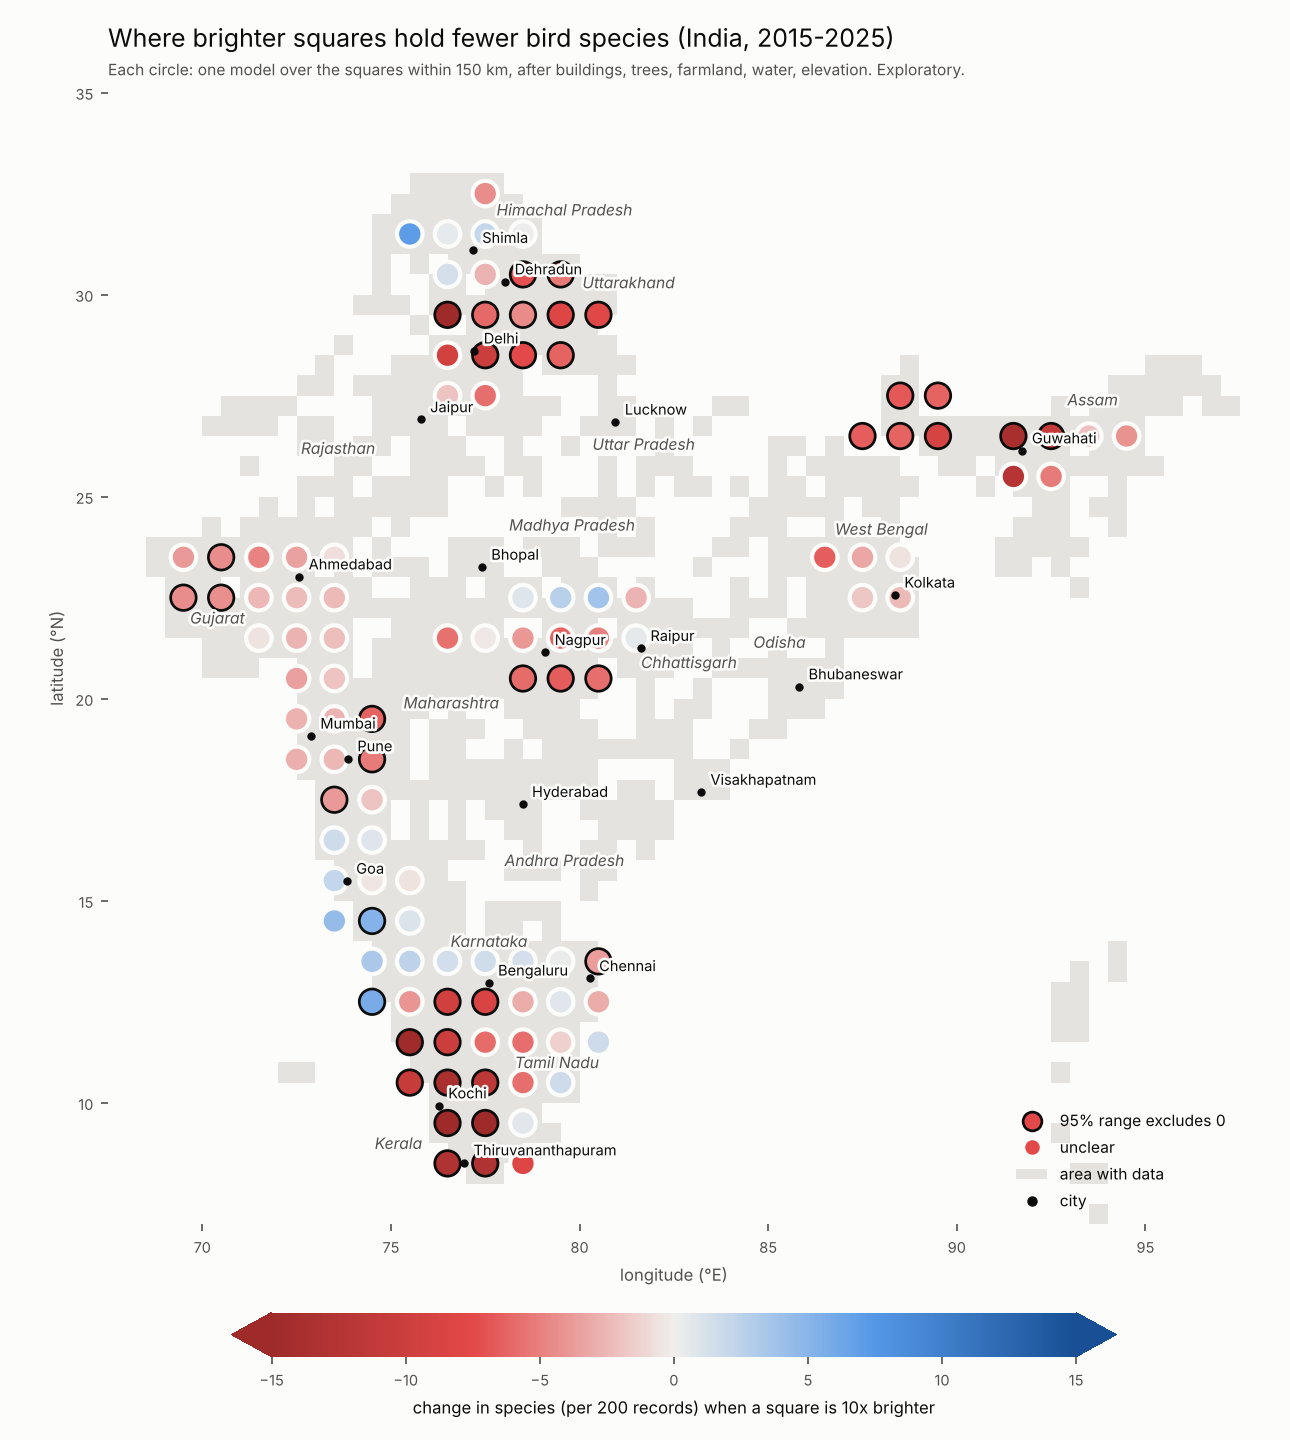 Where brighter squares hold fewer bird species (India, 2015-2025)
Each circle: one model over the squares within 150 km, after buildings, trees, farmland, water, elevation. Exploratory.
35
Himachal Pradesh
Shimla
Dehradun
Uttarakhand
30
Delhi
Jaipur
Lucknow
Assam
Rajasthan
Uttar Pradesh
Guwahati
25
Madhya Pradesh
West Bengal
Bhopal
Ahmedabad
Kolkata
Gujarat
Nagpur
Raipur
Odisha
Chhattisgarh
Bhubaneswar
20
Maharashtra
Mumbai
Pune
Visakhapatnam
Hyderabad
Andhra Pradesh
Goa
15
Karnataka
Bengaluru
Chennai
Tamil Nadu
10
Kochi
Kerala
Thiruvananthapuram
latitude (°N)
95% range excludes 0
unclear
area with data
city
70 75 80 85 90 95
longitude (°E)
−15 −10 −5 0 5 10 15
change in species (per 200 records) when a square is 10x brighter